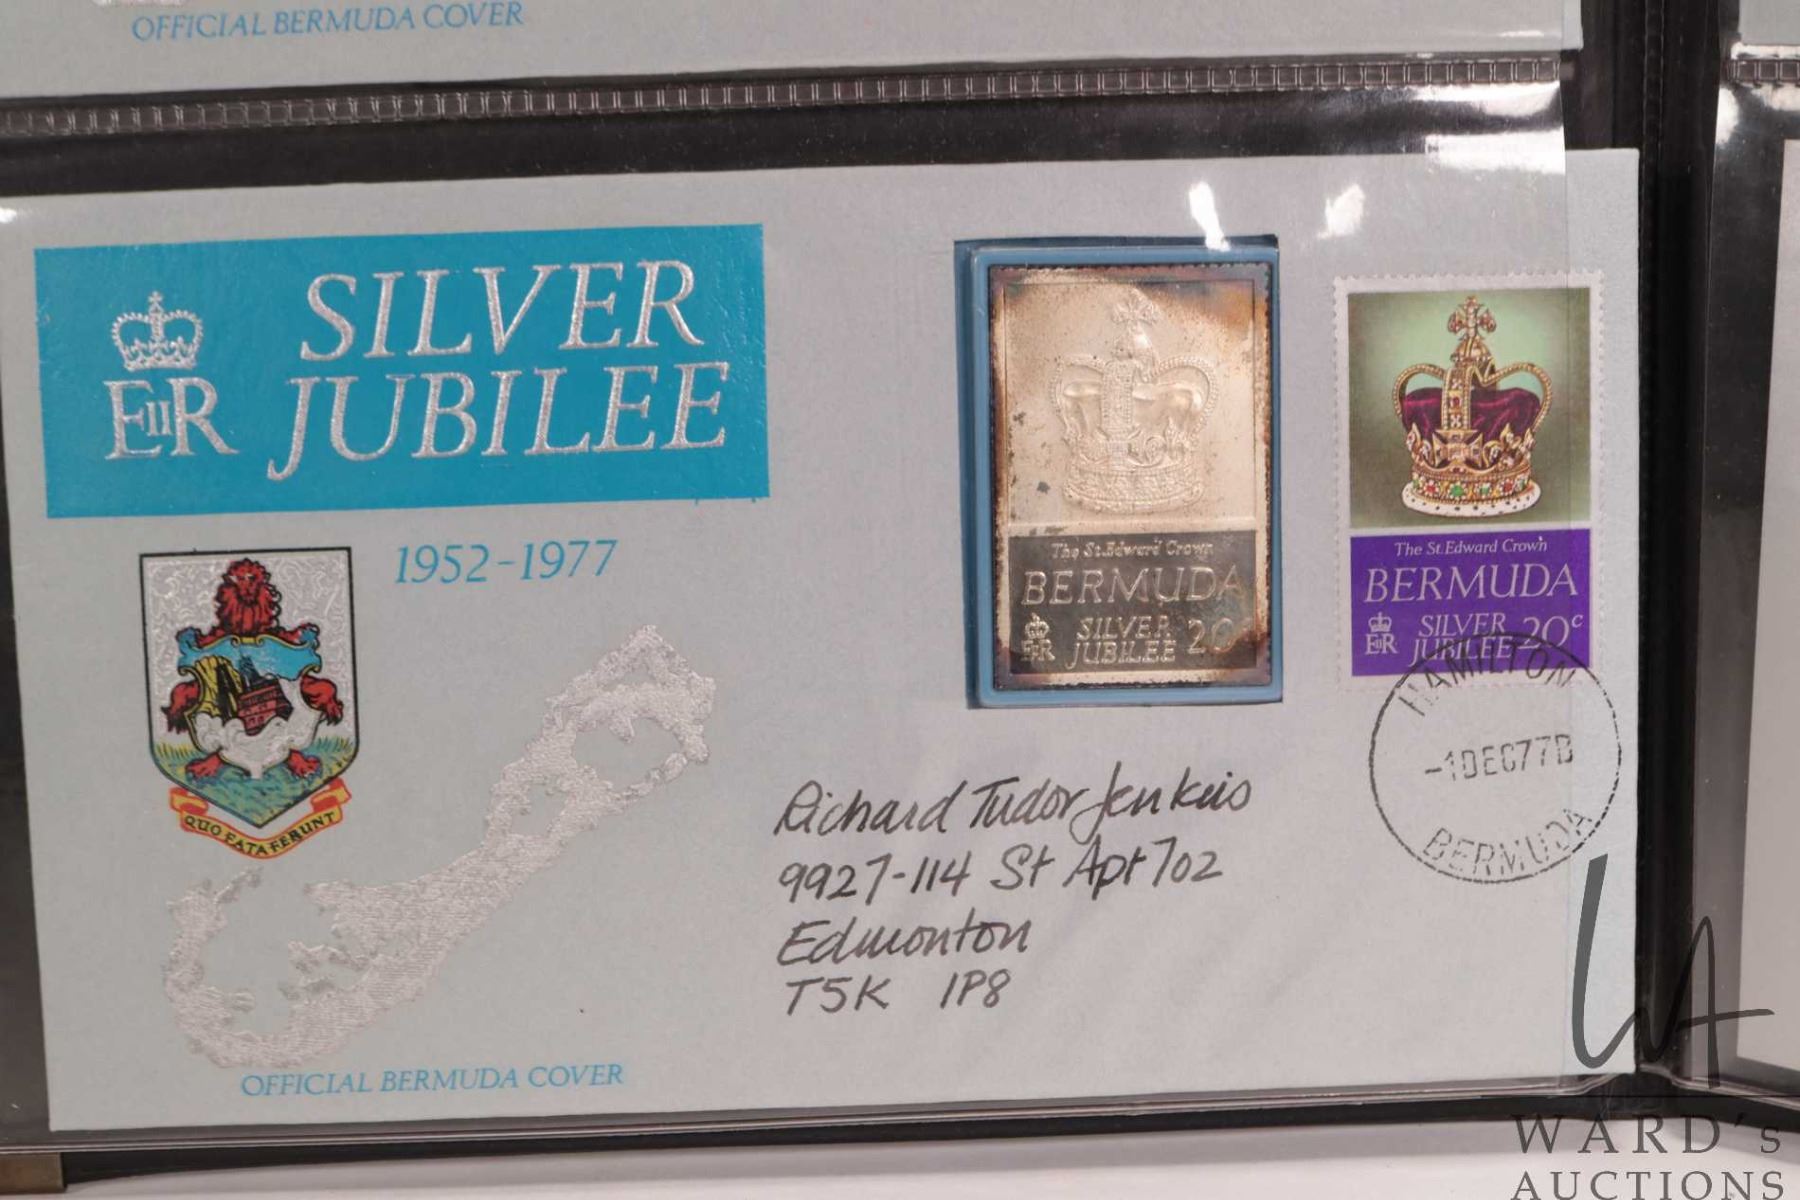 OFFICIAL BERMUDA COVER
SILVER
EIIR JUBILEE
1952-1977
QUO FATA FERUNT
OFFICIAL BERMUDA COVER
The St. Edward Crown
BERMUDA
EIIR SILVER 20
JUBILEE
The St. Edward Crown
BERMUDA
EIIR SILVER 20c
JUBILEE
HAMILTON
-1DEC77B
BERMUDA
Richard Tudor Jenkins
9927-114 St Apt 702
Edmonton
T5K 1P8
WARD's
AUCTIONS